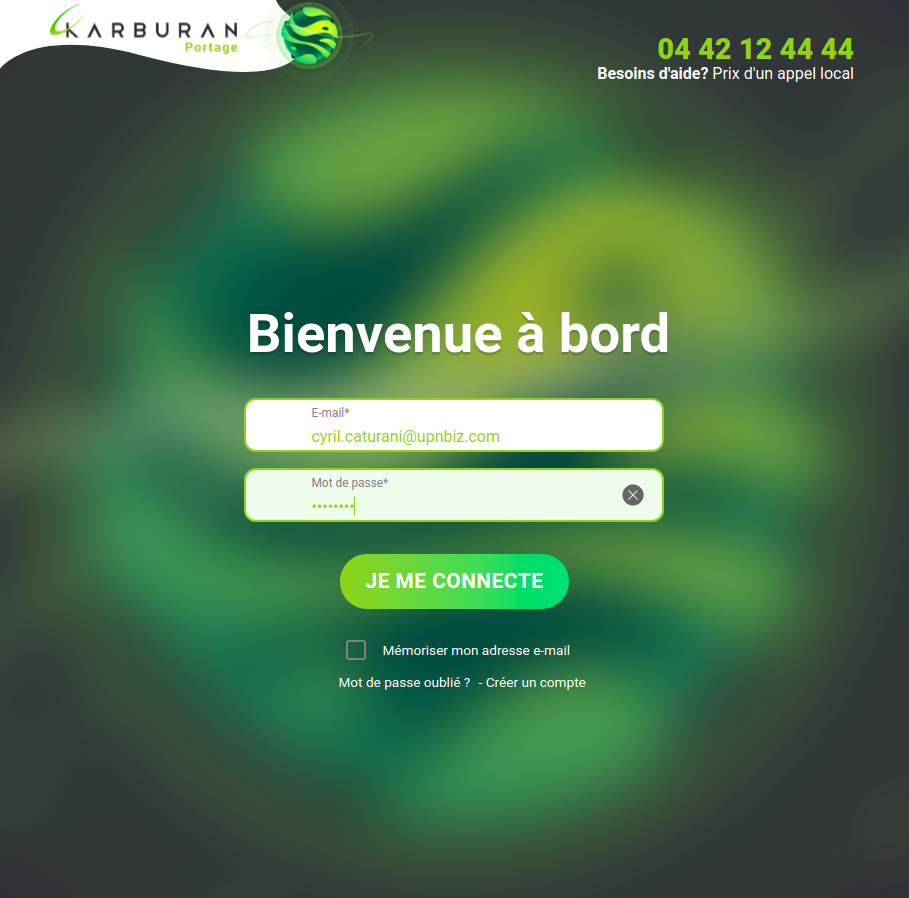 KARBURAN
Portage
04 42 12 44 44
Besoins d'aide? Prix d'un appel local
Bienvenue à bord
E-mail*
cyril.caturani@upnbiz.com
Mot de passe*
••••••••
JE ME CONNECTE
Mémoriser mon adresse e-mail
Mot de passe oublié ? - Créer un compte